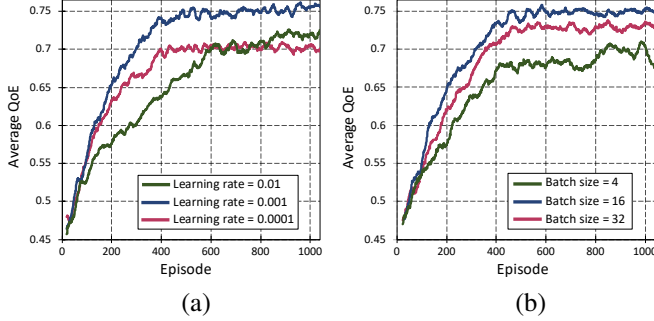 0.75
0.7
0.65
0.6
0.55
0.5
0.45
Average QoE
0 200 400 600 800 1000
Episode
Learning rate = 0.01
Learning rate = 0.001
Learning rate = 0.0001
(a)
0.75
0.7
0.65
0.6
0.55
0.5
0.45
Average QoE
0 200 400 600 800 1000
Episode
Batch size = 4
Batch size = 16
Batch size = 32
(b)